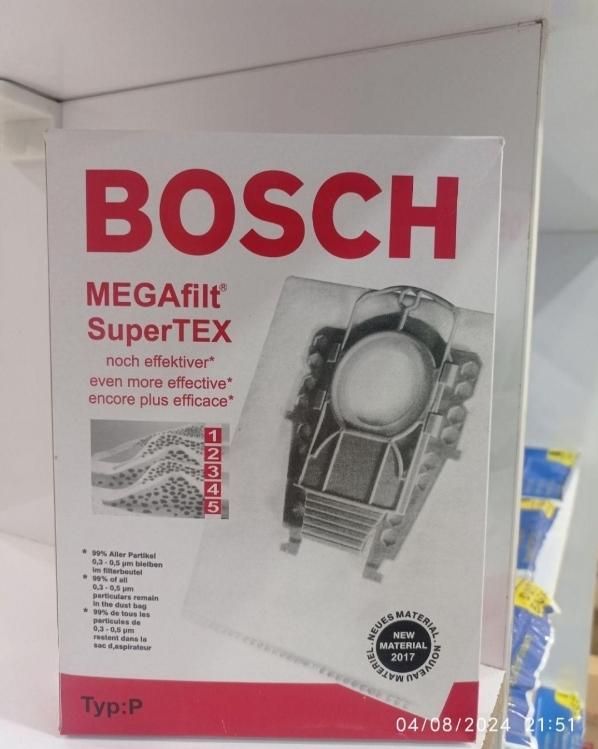 BOSCH
MEGAfilt®
SuperTEX
noch effektiver*
even more effective*
encore plus efficace*
1
2
3
4
5
* 99% Aller Partikel
0,3 - 0,5 µm bleiben
im filterbeutel
* 99% of all
0,3 - 0,5 µm
particulars remain
in the dust bag
* 99% de tous les
particules de
0,3 - 0,5 µm
restent dans la
sac d,aspirateur
NEUES MATERIAL. NOUVEAU MATERIEL.
NEW
MATERIAL
2017
Typ:P
04/08/2024 21:51